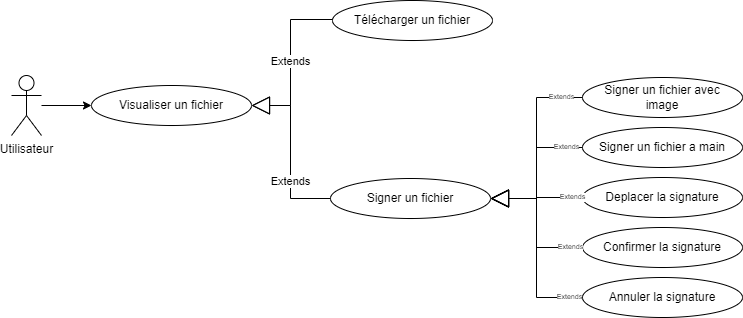 Télécharger un fichier
Extends
Visualiser un fichier
Utilisateur
Extends
Signer un fichier
Extends
Signer un fichier avec
image
Extends
Signer un fichier a main
Extends
Deplacer la signature
Extends
Confirmer la signature
Extends
Annuler la signature